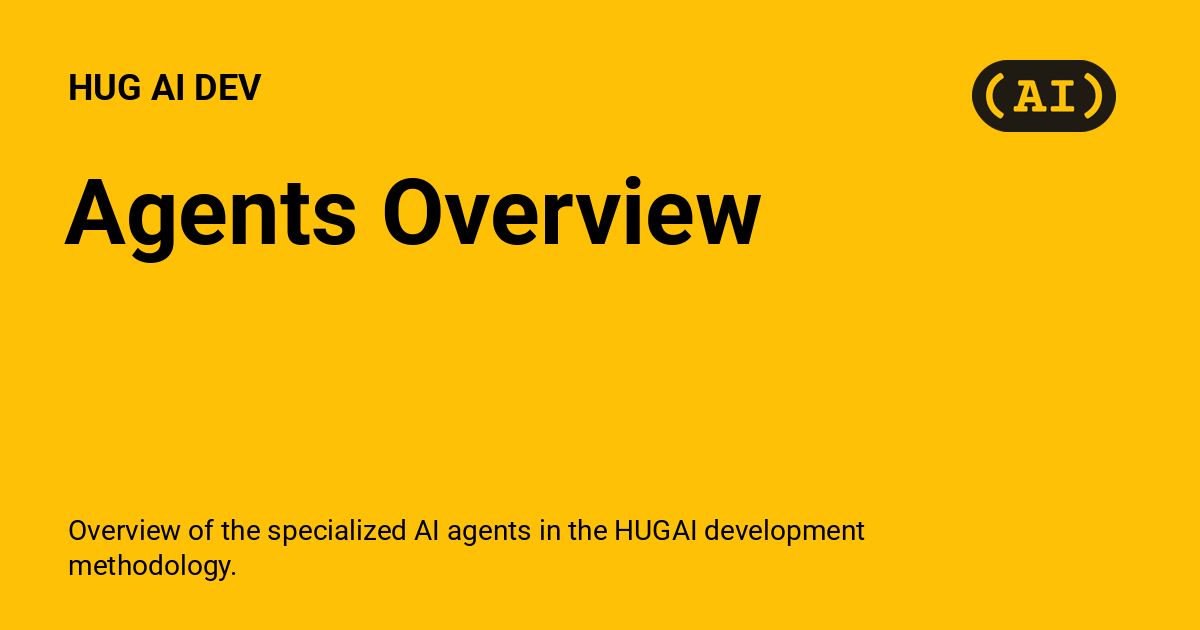 HUG AI DEV
(AI)
Agents Overview
Overview of the specialized AI agents in the HUGAI development
methodology.